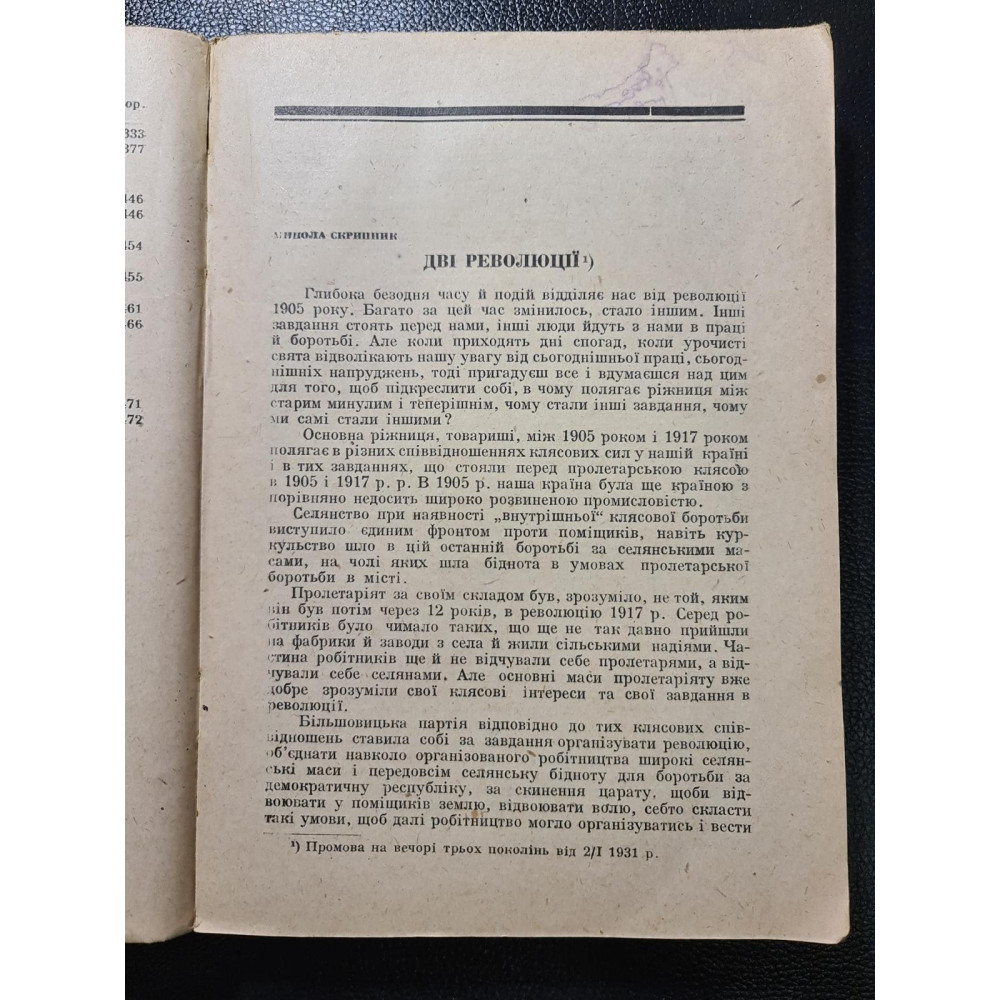 ор.
333
377
446
446
454
455
461
466
471
472
МИКОЛА СКРИПНИК
ДВІ РЕВОЛЮЦІЇ¹)
Глибока безодня часу й подій відділяє нас від революції
1905 року. Багато за цей час змінилось, стало іншим. Інші
завдання стоять перед нами, інші люди йдуть з нами в праці
й боротьбі. Але коли приходять дні спогад, коли урочисті
свята відволікають нашу увагу від сьогоднішньої праці, сьогод-
нішніх напруджень, тоді пригадуєш все і вдумаєшся над цим
для того, щоб підкреслити собі, в чому полягає ріжниця між
старим минулим і теперішнім, чому стали інші завдання, чому
ми самі стали іншими?
Основна ріжниця, товариші, між 1905 роком і 1917 роком
полягає в різних співвідношеннях клясових сил у нашій країні
і в тих завданнях, що стояли перед пролетарською клясою
в 1905 і 1917 р. р. В 1905 р. наша країна була ще країною з
порівняно недосить широко розвиненою промисловістю.
Селянство при наявності „внутрішньої“ клясової боротьби
виступило єдиним фронтом проти поміщиків, навіть кур-
кульство шло в цій останній боротьбі за селянськими ма-
сами, на чолі яких шла біднота в умовах пролетарської
боротьби в місті.
Пролетаріят за своїм складом був, зрозуміло, не той, яким
він був потім через 12 років, в революцію 1917 р. Серед ро-
бітників було чимало таких, що ще не так давно прийшли
на фабрики й заводи з села й жили сільськими надіями. Ча-
стина робітників ще й не відчували себе пролетарями, а від-
чували себе селянами. Але основні маси пролетаріяту вже
добре зрозуміли свої клясові інтереси та свої завдання в
революції.
Більшовицька партія відповідно до тих клясових спів-
відношень ставила собі за завдання організувати революцію,
об'єднати навколо організованого робітництва широкі селян-
ські маси і передовсім селянську бідноту для боротьби за
демократичну республіку, за скинення царату, щоби від-
воювати у поміщиків землю, відвоювати волю, себто скласти
такі умови, щоб далі робітництво могло організуватись і вести
¹) Промова на вечорі трьох поколінь від 2/I 1931 р.